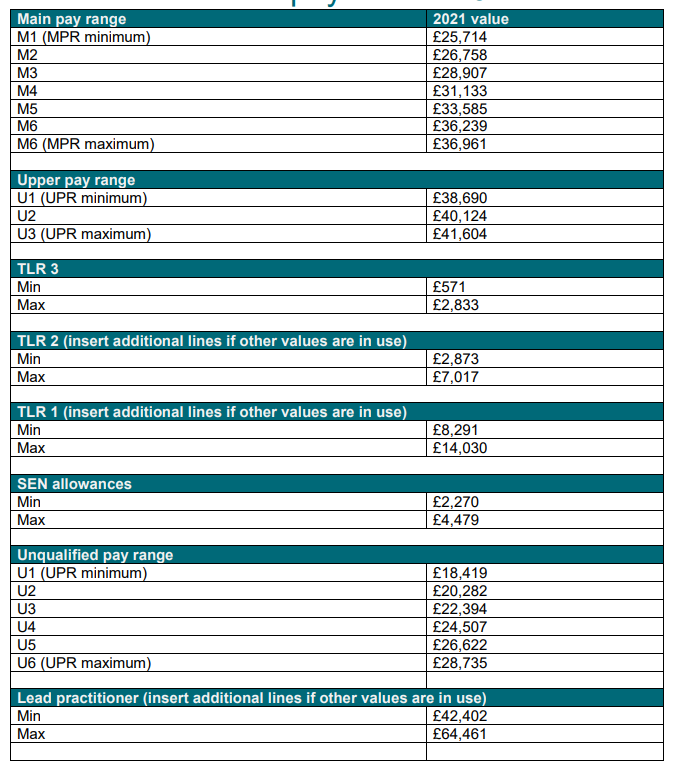 Main pay range 2021 value
M1 (MPR minimum) £25,714
M2 £26,758
M3 £28,907
M4 £31,133
M5 £33,585
M6 £36,239
M6 (MPR maximum) £36,961
Upper pay range
U1 (UPR minimum) £38,690
U2 £40,124
U3 (UPR maximum) £41,604
TLR 3
Min £571
Max £2,833
TLR 2 (insert additional lines if other values are in use)
Min £2,873
Max £7,017
TLR 1 (insert additional lines if other values are in use)
Min £8,291
Max £14,030
SEN allowances
Min £2,270
Max £4,479
Unqualified pay range
U1 (UPR minimum) £18,419
U2 £20,282
U3 £22,394
U4 £24,507
U5 £26,622
U6 (UPR maximum) £28,735
Lead practitioner (insert additional lines if other values are in use)
Min £42,402
Max £64,461